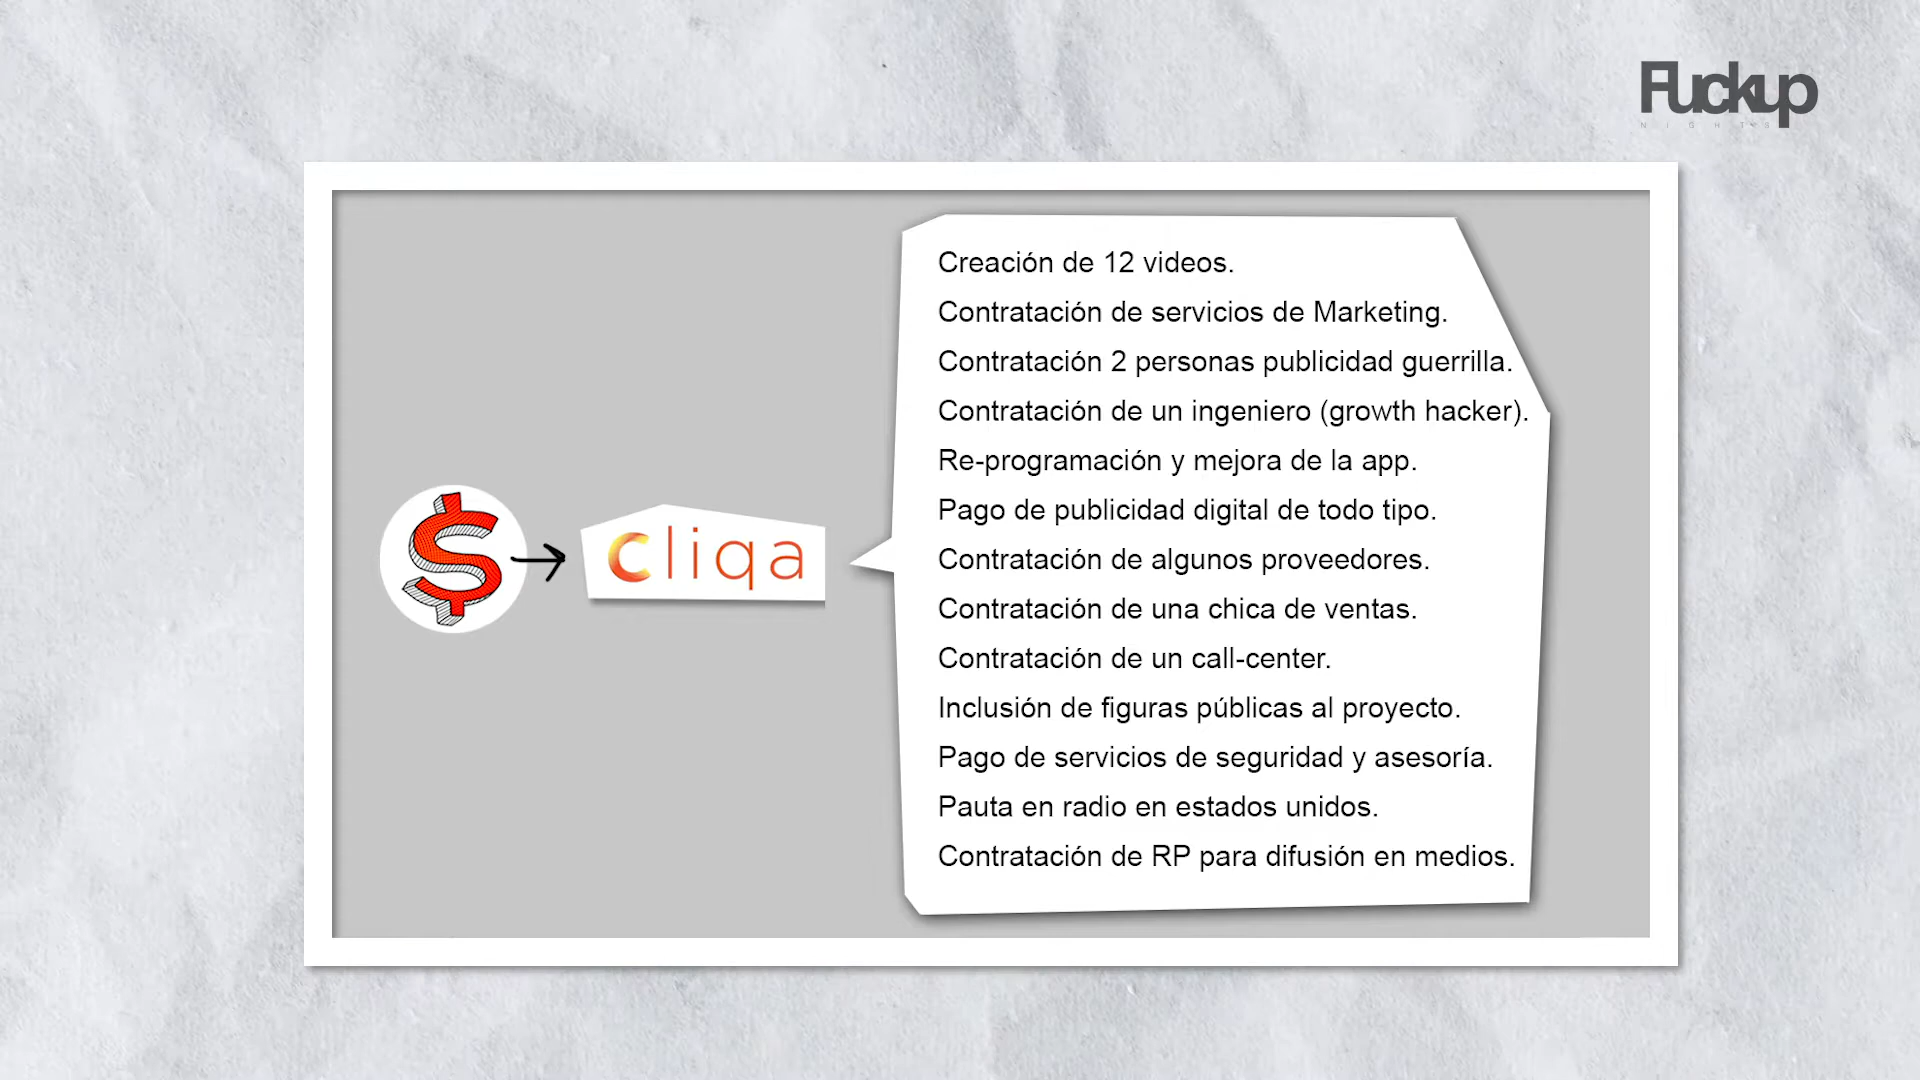 Fuckup
NIGHTS
$
cliqa
Creación de 12 videos.
Contratación de servicios de Marketing.
Contratación 2 personas publicidad guerrilla.
Contratación de un ingeniero (growth hacker).
Re-programación y mejora de la app.
Pago de publicidad digital de todo tipo.
Contratación de algunos proveedores.
Contratación de una chica de ventas.
Contratación de un call-center.
Inclusión de figuras públicas al proyecto.
Pago de servicios de seguridad y asesoría.
Pauta en radio en estados unidos.
Contratación de RP para difusión en medios.